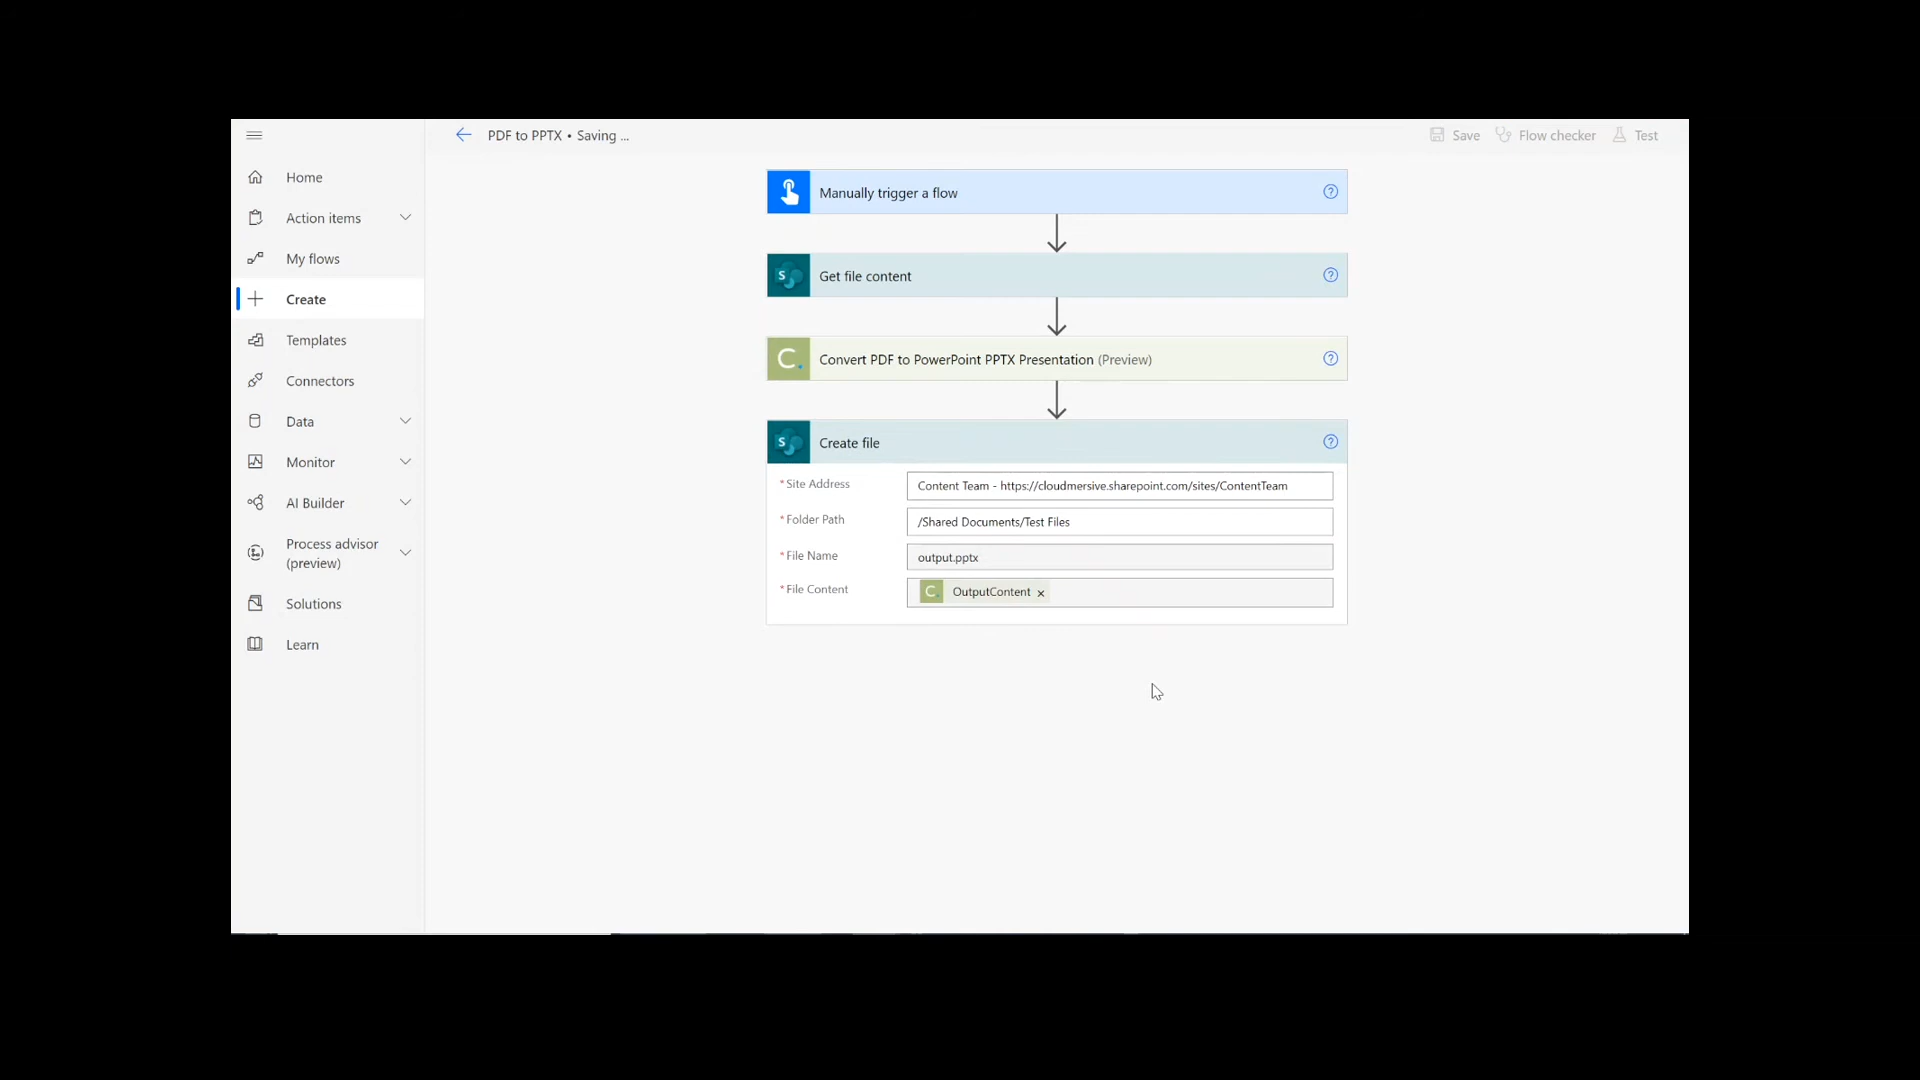 PDF to PPTX • Saving ...
Save
Flow checker
Test
Home
Action items
My flows
Create
Templates
Connectors
Data
Monitor
AI Builder
Process advisor
(preview)
Solutions
Learn
Manually trigger a flow
Get file content
Convert PDF to PowerPoint PPTX Presentation (Preview)
Create file
* Site Address
Content Team - https://cloudmersive.sharepoint.com/sites/ContentTeam
* Folder Path
/Shared Documents/Test Files
* File Name
output.pptx
* File Content
OutputContent ×